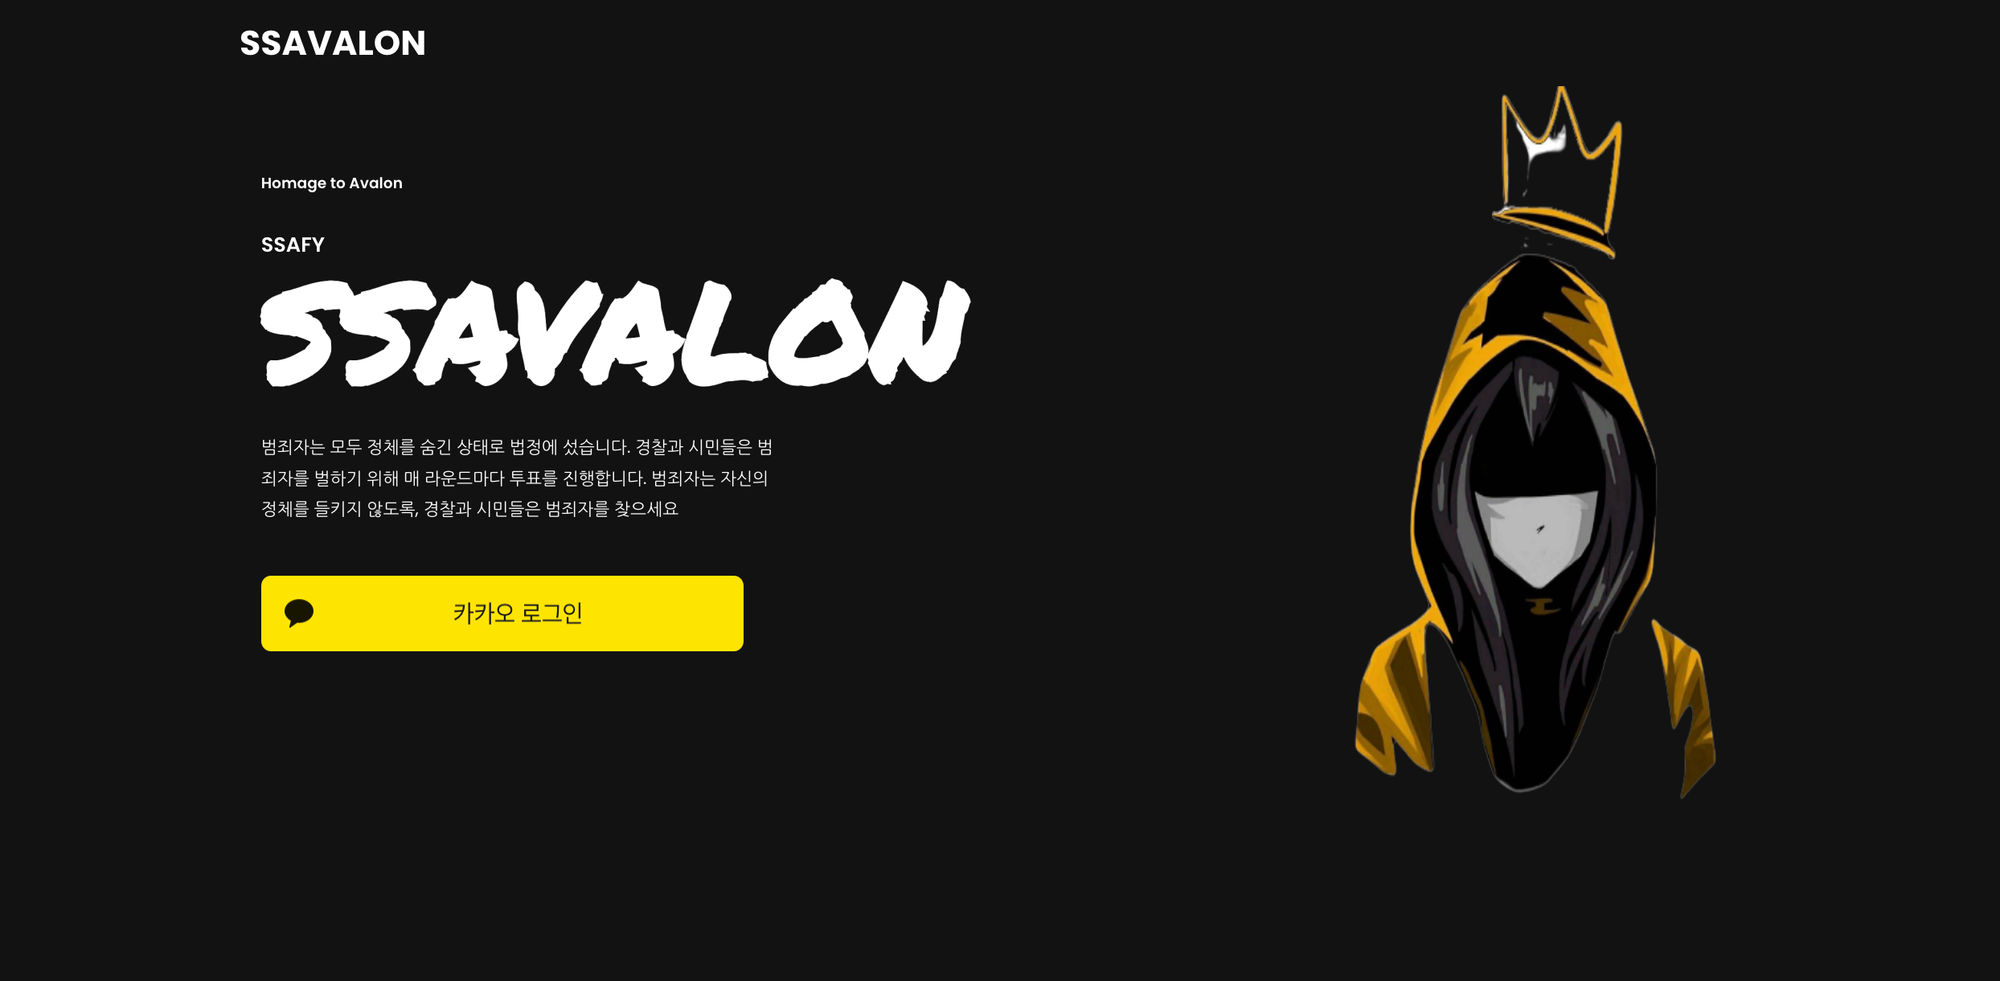 SSAVALON
Homage to Avalon
SSAFY
SSAVALON
범죄자는 모두 정체를 숨긴 상태로 법정에 섰습니다. 경찰과 시민들은 범
죄자를 벌하기 위해 매 라운드마다 투표를 진행합니다. 범죄자는 자신의
정체를 들키지 않도록, 경찰과 시민들은 범죄자를 찾으세요
카카오 로그인